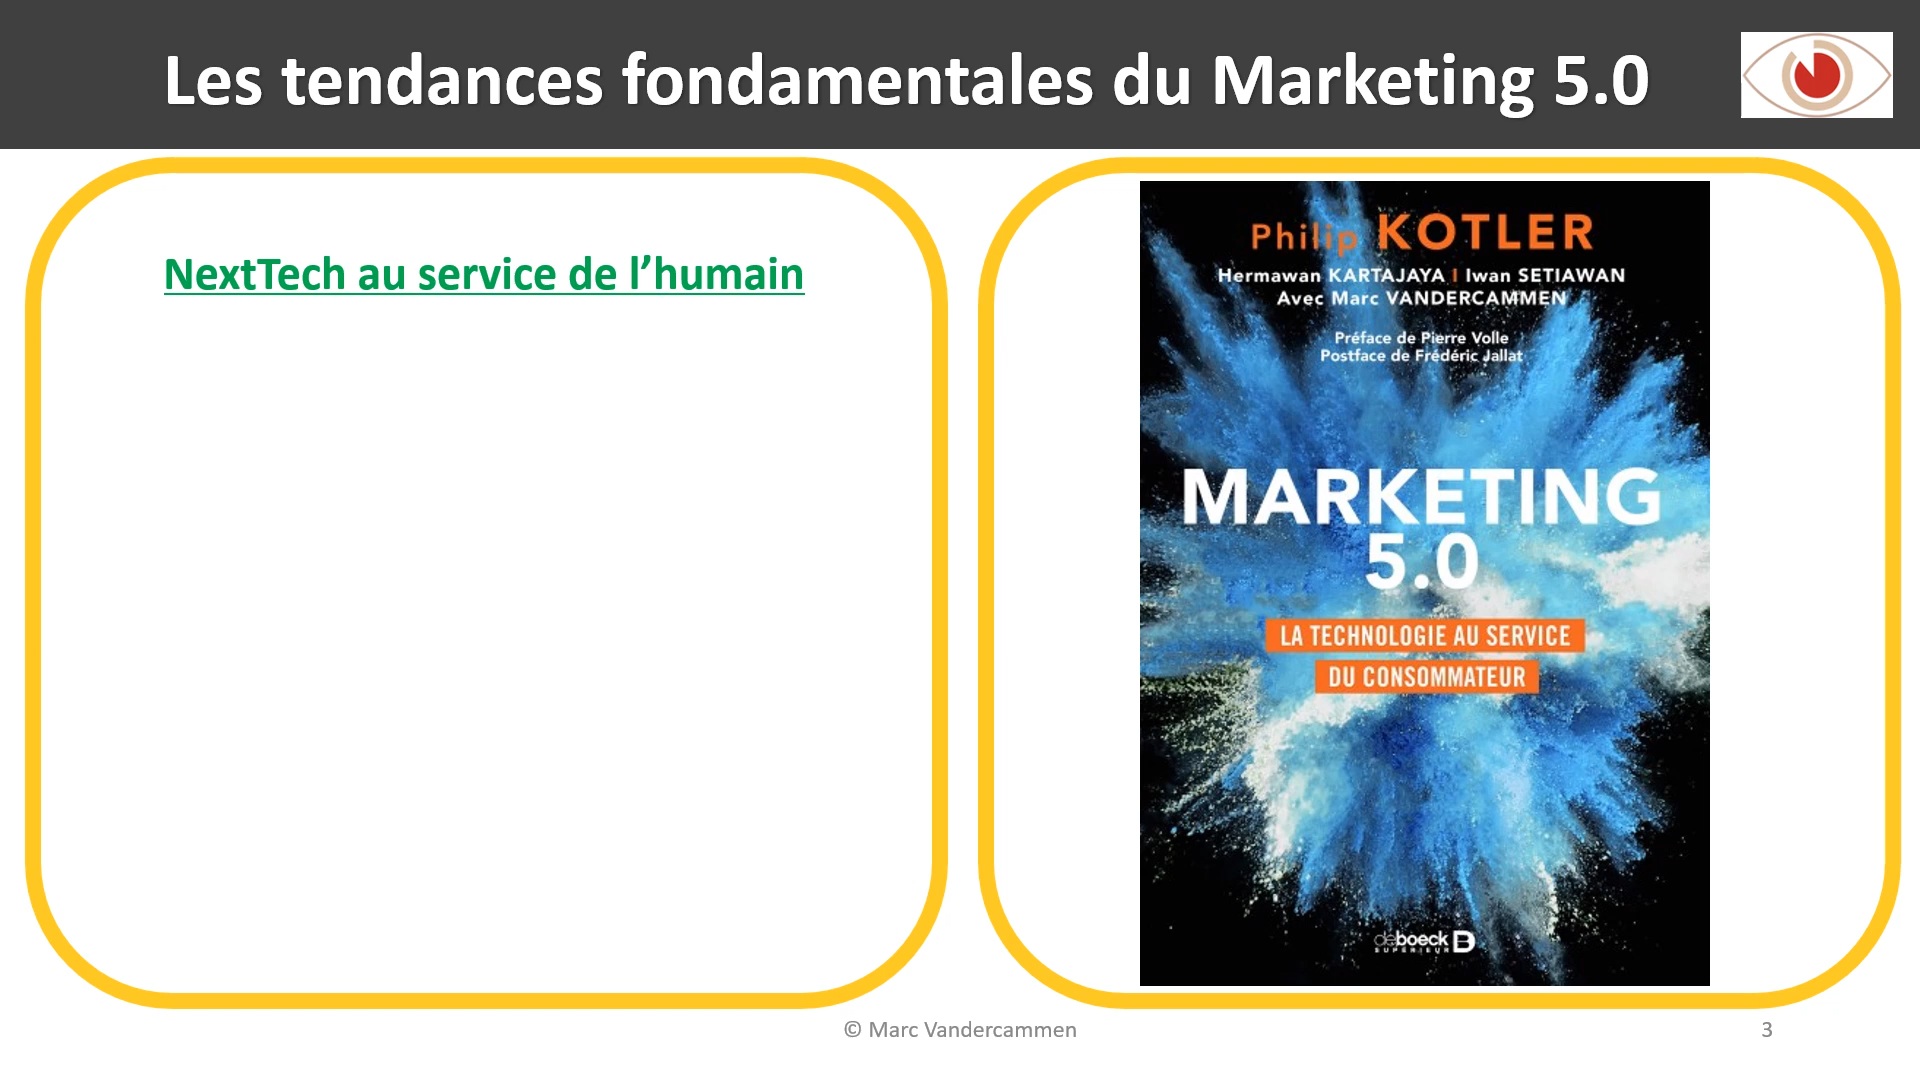 Les tendances fondamentales du Marketing 5.0
NextTech au service de l’humain
Philip KOTLER
Hermawan KARTAJAYA I Iwan SETIAWAN
Avec Marc VANDERCAMMEN
Préface de Pierre Volle
Postface de Frédéric Jallat
MARKETING
5.0
LA TECHNOLOGIE AU SERVICE
DU CONSOMMATEUR
deboeck B
SUPÉRIEUR
© Marc Vandercammen
3